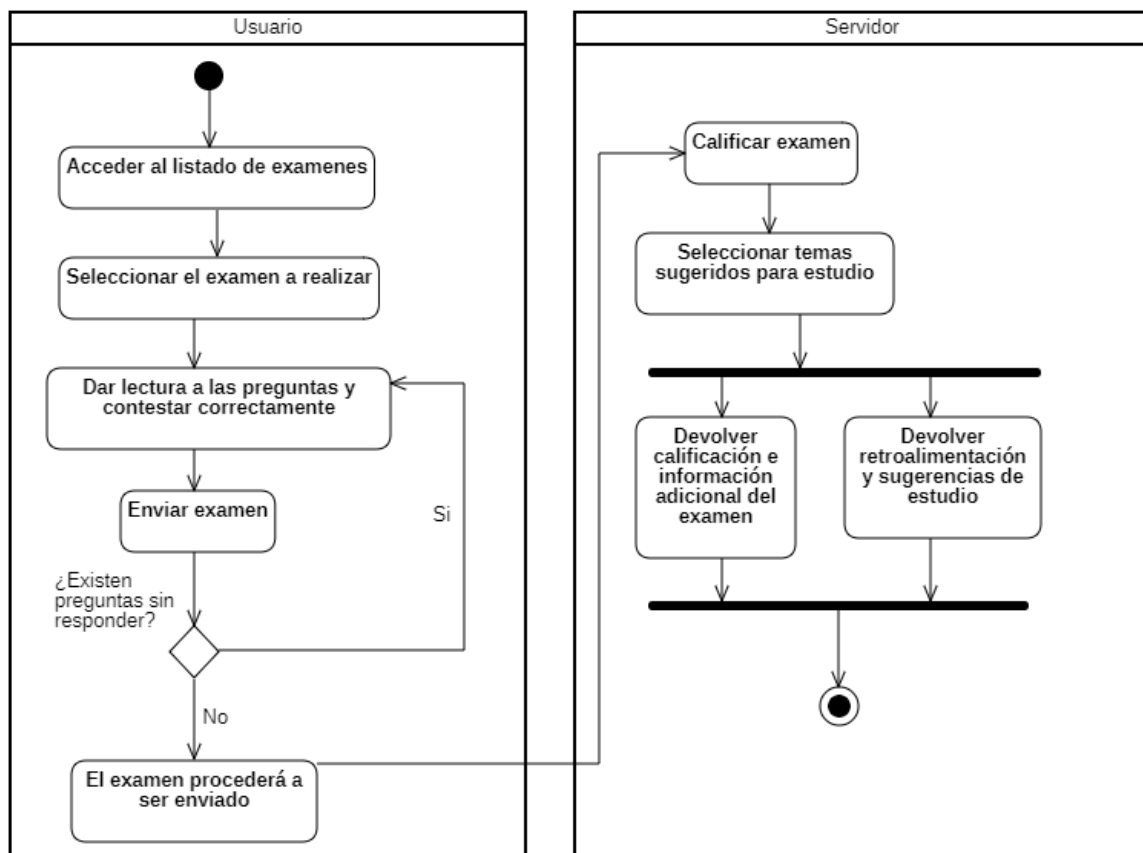 Usuario
Acceder al listado de examenes
Seleccionar el examen a realizar
Dar lectura a las preguntas y
contestar correctamente
Enviar examen
¿Existen
preguntas sin
responder?
Si
No
El examen procederá a
ser enviado
Servidor
Calificar examen
Seleccionar temas
sugeridos para estudio
Devolver
calificación e
información
adicional del
examen
Devolver
retroalimentación
y sugerencias de
estudio